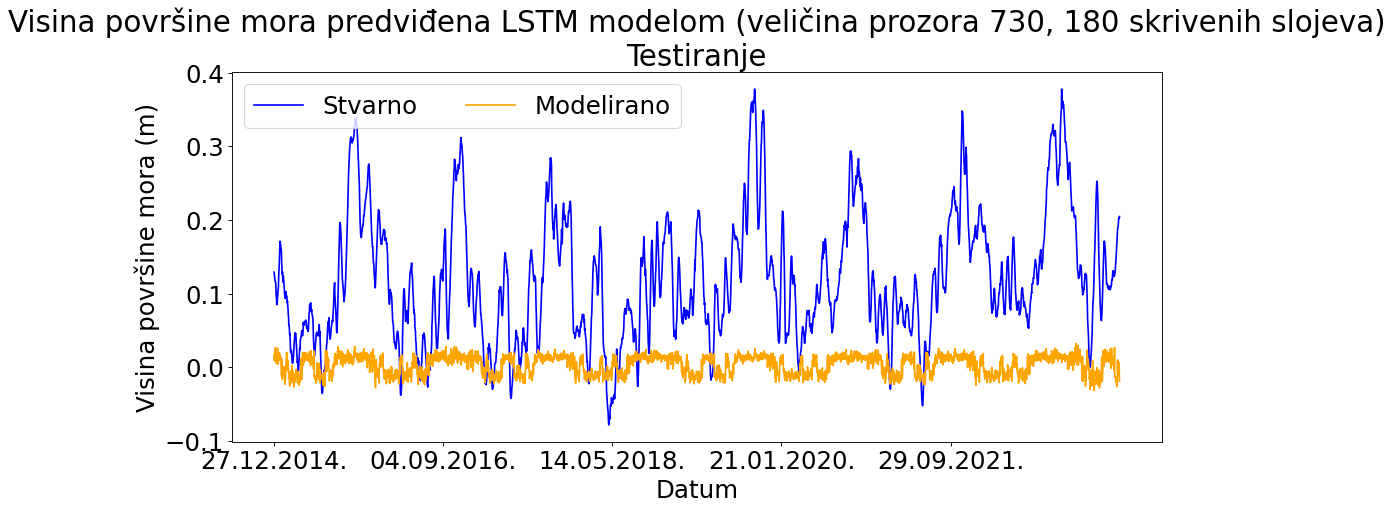 Visina površine mora predviđena LSTM modelom (veličina prozora 730, 180 skrivenih slojeva)
Testiranje
Stvarno
Modelirano
Visina površine mora (m)
0.4
0.3
0.2
0.1
0.0
−0.1
27.12.2014.
04.09.2016.
14.05.2018.
21.01.2020.
29.09.2021.
Datum